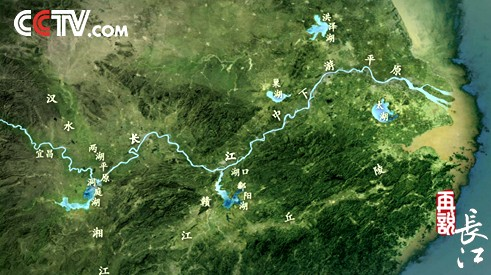 CCTV.com
洪泽湖
中下游平原
巢湖
太湖
汉水
宜昌
长江
两湖平原
洞庭湖
湖口
鄱阳湖
赣江
湘江
丘陵
再說
長江